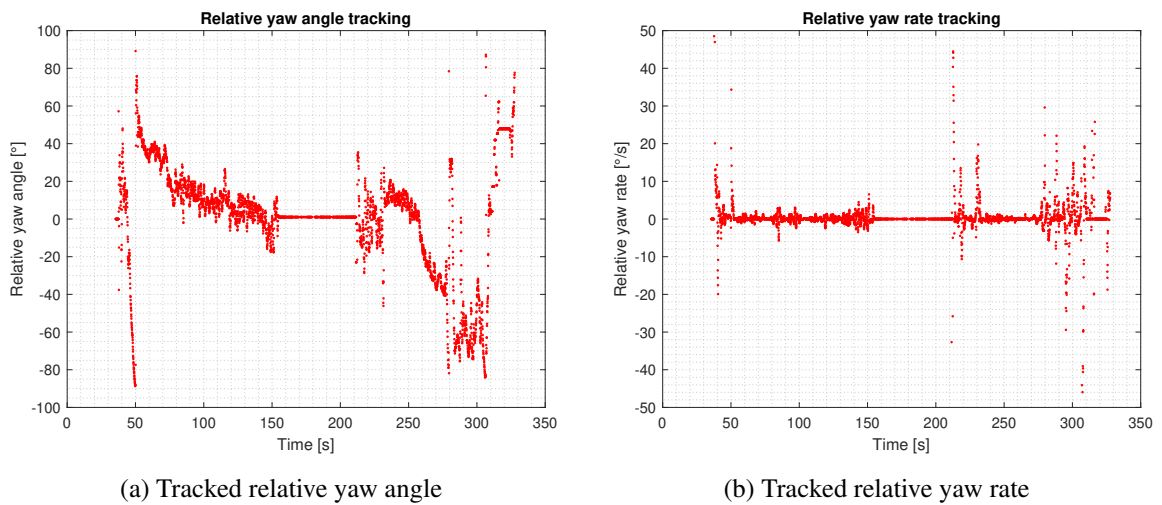 Relative yaw angle tracking
Relative yaw angle [°]
100
80
60
40
20
0
-20
-40
-60
-80
-100
0 50 100 150 200 250 300 350
Time [s]
(a) Tracked relative yaw angle
Relative yaw rate tracking
Relative yaw rate [°/s]
50
40
30
20
10
0
-10
-20
-30
-40
-50
0 50 100 150 200 250 300 350
Time [s]
(b) Tracked relative yaw rate